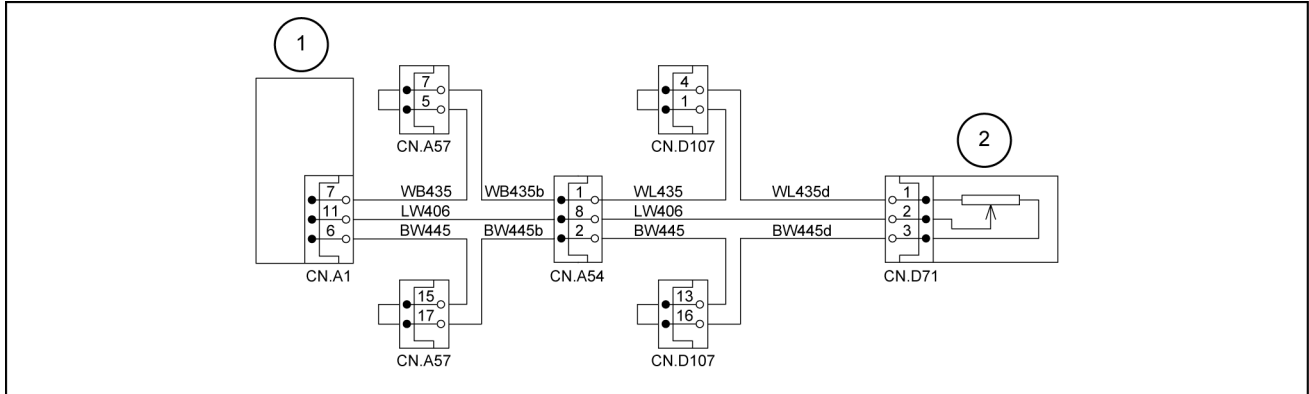 1
7
5
CN.A57
4
1
CN.D107
2
7 WB435 WB435b 1 WL435 WL435d 1
11 LW406 8 LW406 2
6 BW445 BW445b 2 BW445 BW445d 3
CN.A1 CN.A54 CN.D71
15
17
CN.A57
13
16
CN.D107